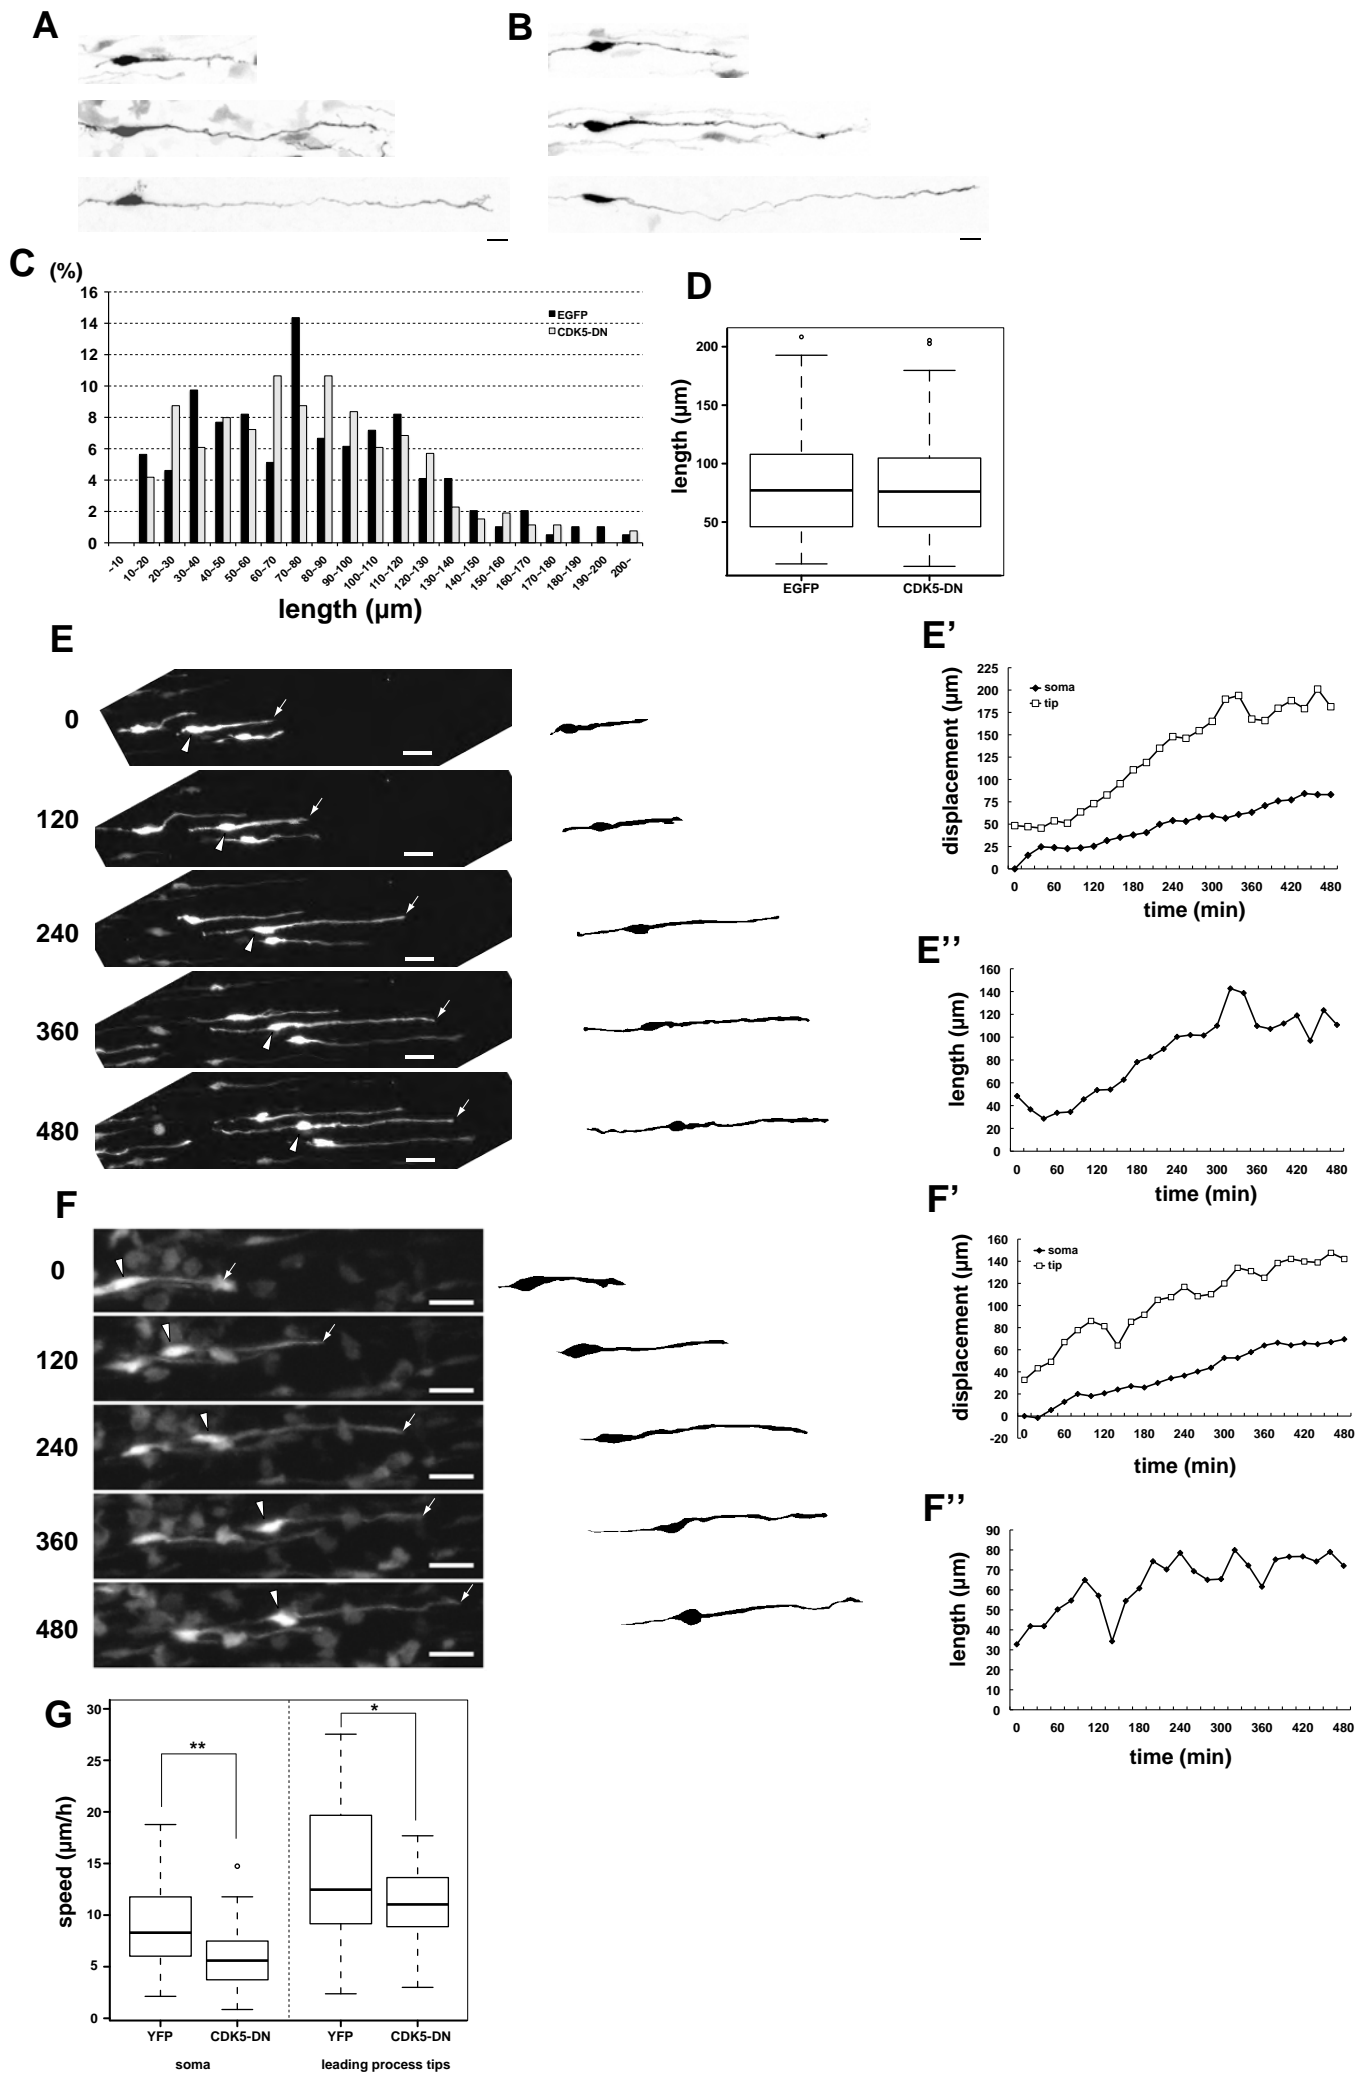 A
B
C
(%)
16
14
12
10
8
6
4
2
0
EGFP
CDK5-DN
~10
10~20
20~30
30~40
40~50
50~60
60~70
70~80
80~90
90~100
100~110
110~120
120~130
130~140
140~150
150~160
160~170
170~180
180~190
190~200
200~
length (µm)
D
length (µm)
200
150
100
50
EGFP CDK5-DN
E
0
120
240
360
480
E’
displacement (µm)
225
200
175
150
125
100
75
50
25
0
soma
tip
0 60 120 180 240 300 360 420 480
time (min)
E’’
length (µm)
160
140
120
100
80
60
40
20
0
0 60 120 180 240 300 360 420 480
time (min)
F
0
120
240
360
480
F’
displacement (µm)
160
140
120
100
80
60
40
20
0
-20
soma
tip
0 60 120 180 240 300 360 420 480
time (min)
F’’
length (µm)
90
80
70
60
50
40
30
20
10
0
0 60 120 180 240 300 360 420 480
time (min)
G
speed (µm/h)
30
25
20
15
10
5
0
**
*
YFP CDK5-DN YFP CDK5-DN
soma leading process tips